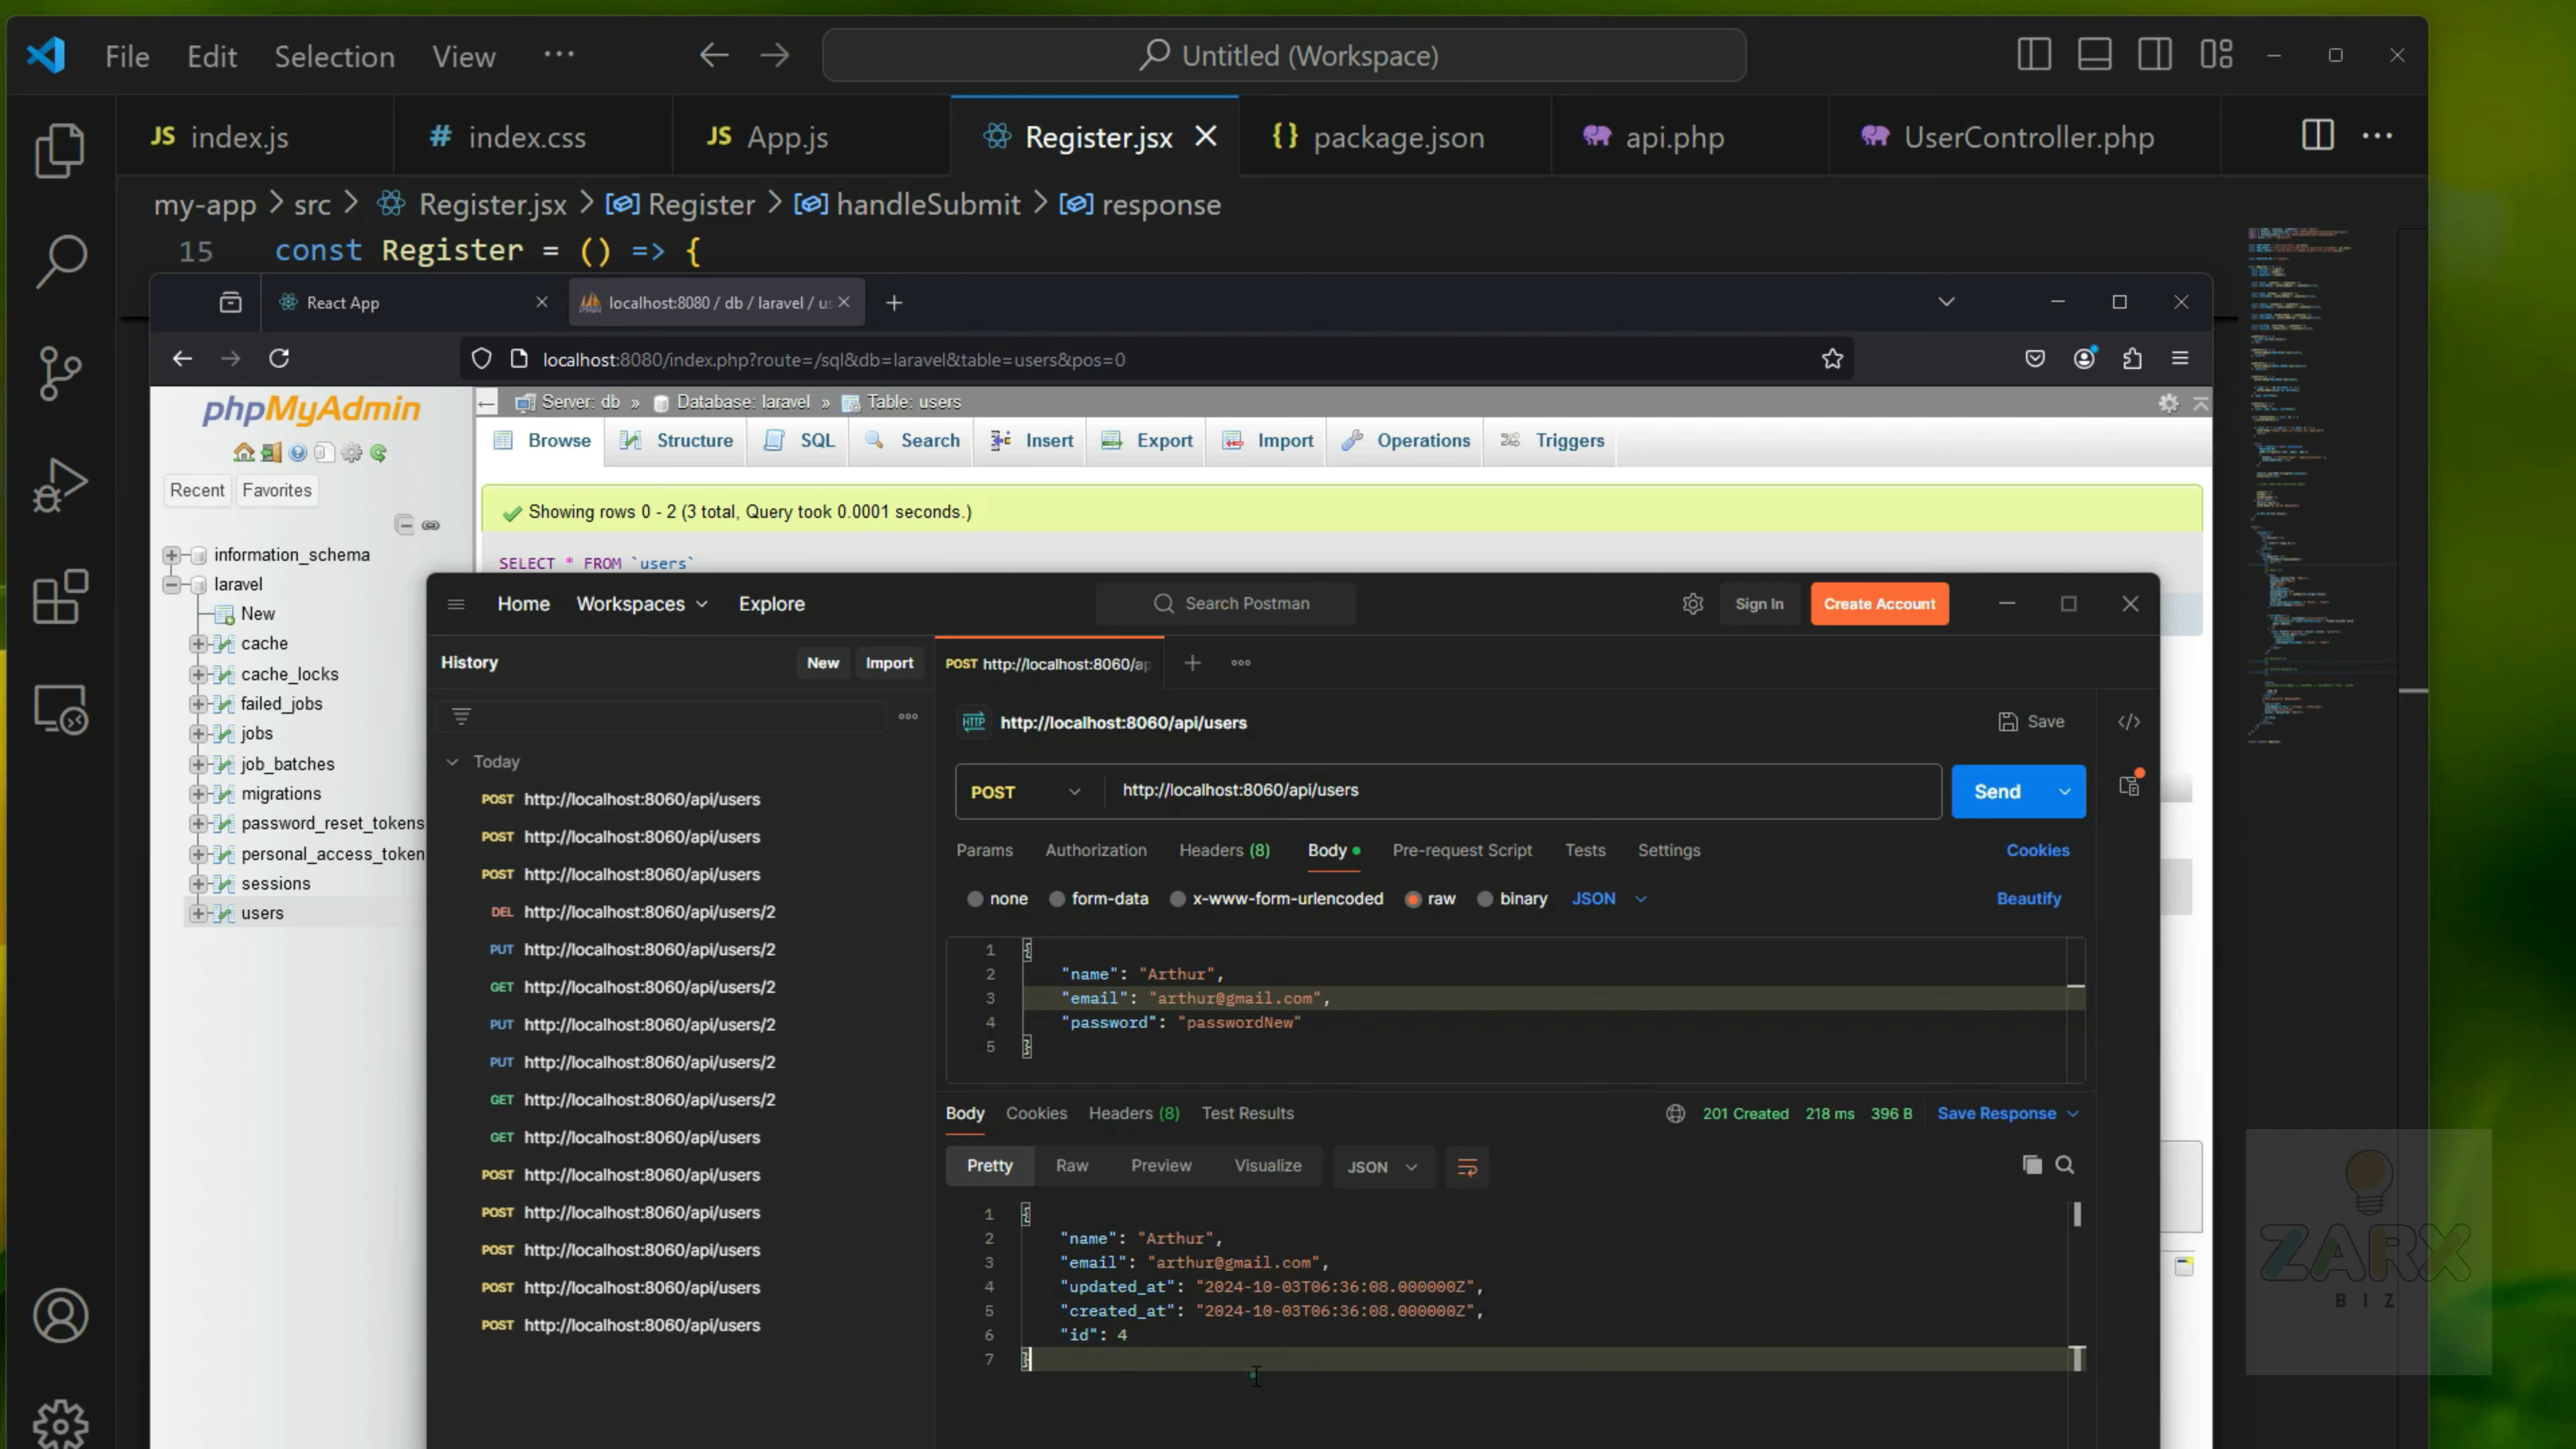 File Edit Selection View ··· Untitled (Workspace)
JS index.js # index.css JS App.js Register.jsx {} package.json api.php UserController.php ···
my-app > src > Register.jsx > Register > handleSubmit > response
15 const Register = () => {
React App localhost:8080 / db / laravel / us
localhost:8080/index.php?route=/sql&db=laravel&table=users&pos=0
phpMyAdmin
Server: db » Database: laravel » Table: users
Browse Structure SQL Search Insert Export Import Operations Triggers
Recent Favorites
Showing rows 0 - 2 (3 total, Query took 0.0001 seconds.)
SELECT * FROM `users`
information_schema
laravel
New
cache
cache_locks
failed_jobs
jobs
job_batches
migrations
password_reset_tokens
personal_access_token
sessions
users
Home Workspaces Explore Search Postman Sign In Create Account
History New Import
POST http://localhost:8060/ap
Today
POST http://localhost:8060/api/users
POST http://localhost:8060/api/users
POST http://localhost:8060/api/users
DEL http://localhost:8060/api/users/2
PUT http://localhost:8060/api/users/2
GET http://localhost:8060/api/users/2
PUT http://localhost:8060/api/users/2
PUT http://localhost:8060/api/users/2
GET http://localhost:8060/api/users/2
GET http://localhost:8060/api/users
POST http://localhost:8060/api/users
POST http://localhost:8060/api/users
POST http://localhost:8060/api/users
POST http://localhost:8060/api/users
POST http://localhost:8060/api/users
HTTP http://localhost:8060/api/users Save
POST http://localhost:8060/api/users Send
Params Authorization Headers (8) Body Pre-request Script Tests Settings Cookies
none form-data x-www-form-urlencoded raw binary JSON Beautify
1 {
2 "name": "Arthur",
3 "email": "arthur@gmail.com",
4 "password": "passwordNew"
5 }
Body Cookies Headers (8) Test Results 201 Created 218 ms 396 B Save Response
Pretty Raw Preview Visualize JSON
1 {
2 "name": "Arthur",
3 "email": "arthur@gmail.com",
4 "updated_at": "2024-10-03T06:36:08.000000Z",
5 "created_at": "2024-10-03T06:36:08.000000Z",
6 "id": 4
7 }
ZARX
BIZ